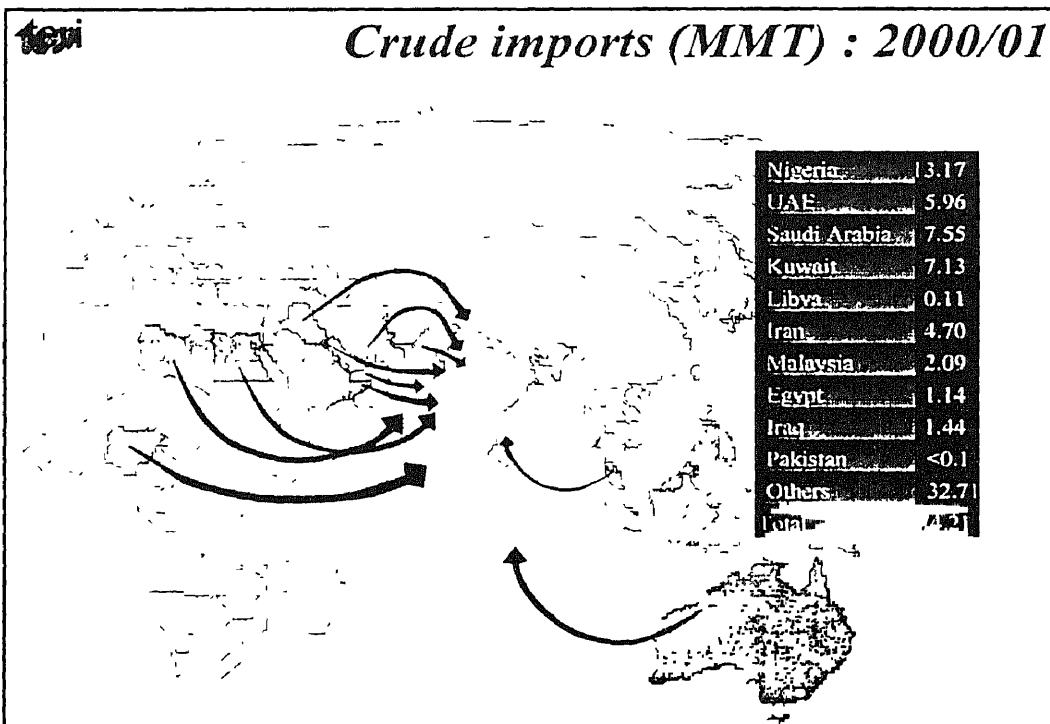 teri
Crude imports (MMT) : 2000/01
Nigeria 13.17
UAE 5.96
Saudi Arabia 7.55
Kuwait 7.13
Libya 0.11
Iran 4.70
Malaysia 2.09
Egypt 1.14
Iraq 1.44
Pakistan <0.1
Others 32.71